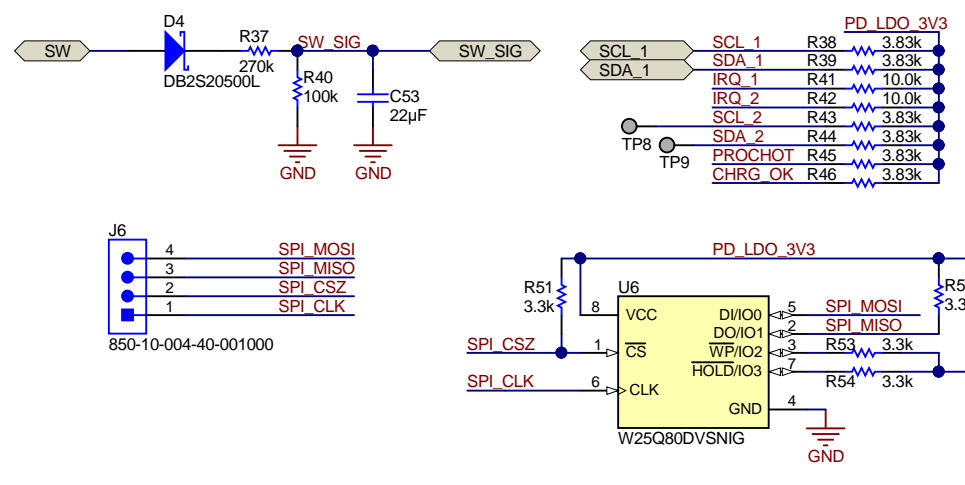 D4
SW
R37
270k
DB2S20500L
SW_SIG
SW_SIG
R40
100k
C53
22µF
GND
GND
PD_LDO_3V3
SCL_1
SCL_1
R38
3.83k
SDA_1
SDA_1
R39
3.83k
IRQ_1
R41
10.0k
IRQ_2
R42
10.0k
TP8
SCL_2
R43
3.83k
TP9
SDA_2
R44
3.83k
PROCHOT
R45
3.83k
CHRG_OK
R46
3.83k
J6
4
SPI_MOSI
3
SPI_MISO
2
SPI_CSZ
1
SPI_CLK
850-10-004-40-001000
PD_LDO_3V3
R51
3.3k
U6
R5
3.3
8
VCC
DI/IO0
5
SPI_MOSI
DO/IO1
2
SPI_MISO
SPI_CSZ
1
CS
WP/IO2
3
R53
3.3k
HOLD/IO3
7
R54
3.3k
SPI_CLK
6
CLK
GND
4
W25Q80DVSNIG
GND